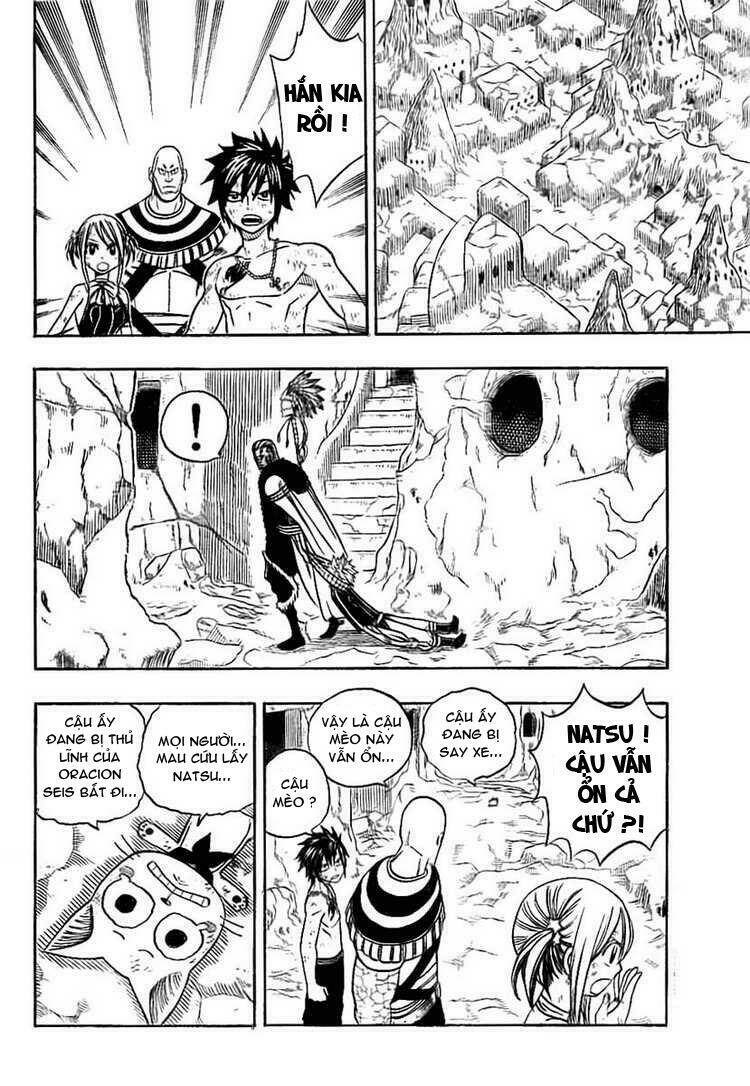 HẮN KIA
RỒI !
!
NATSU !
CẬU VẪN
ỔN CẢ
CHỨ ?!
CẬU ẤY
ĐANG BỊ
SAY XE...
VẬY LÀ CẬU
MÈO NÀY
VẪN ỔN...
CẬU
MÈO ?
MỌI NGƯỜI...
MAU CỨU LẤY
NATSU...
CẬU ẤY
ĐANG BỊ THỦ
LĨNH CỦA
ORACION
SEIS BẮT ĐI...